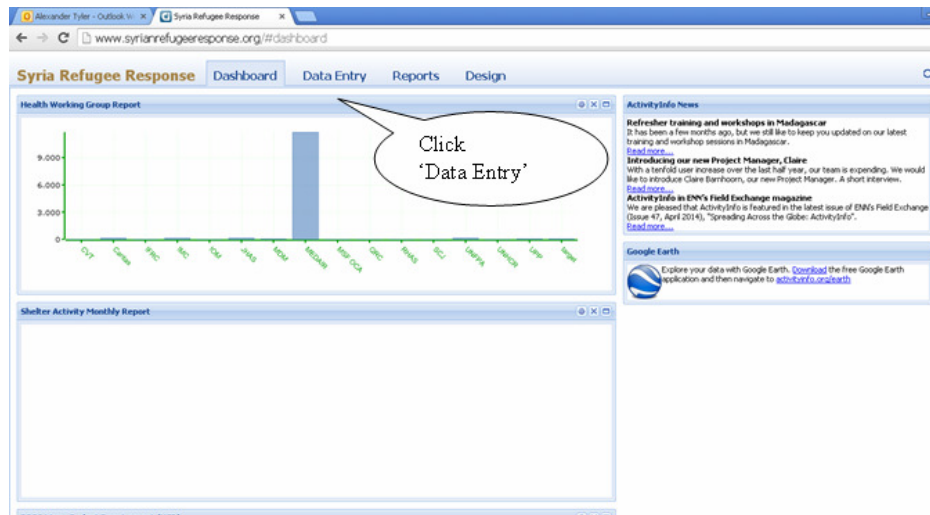 Alexander Tyler - Outlook W
Syria Refugee Response
www.syrianrefugeeresponse.org/#dashboard
Syria Refugee Response Dashboard Data Entry Reports Design
Health Working Group Report
9.000
6.000
3.000
0
CVT Caritas IFRC IMC IOM JHAS MDM MEDAIR MSF OCA QRC RHAS SCJ UNFPA UNHCR UPP target
Click
‘Data Entry’
Shelter Activity Monthly Report
ActivityInfo News
Refresher training and workshops in Madagascar
It has been a few months ago, but we still like to keep you updated on our latest
training and workshop sessions in Madagascar.
Read more...
Introducing our new Project Manager, Claire
With a tenfold user increase over the last half year, our team is expending. We would
like to introduce Claire Barnhoorn, our new Project Manager. A short interview.
Read more...
ActivityInfo in ENN's Field Exchange magazine
We are pleased that ActivityInfo is featured in the latest issue of ENN's Field Exchange
(Issue 47, April 2014), "Spreading Across the Globe: ActivityInfo".
Read more...
Google Earth
Explore your data with Google Earth. Download the free Google Earth
application and then navigate to activityinfo.org/earth